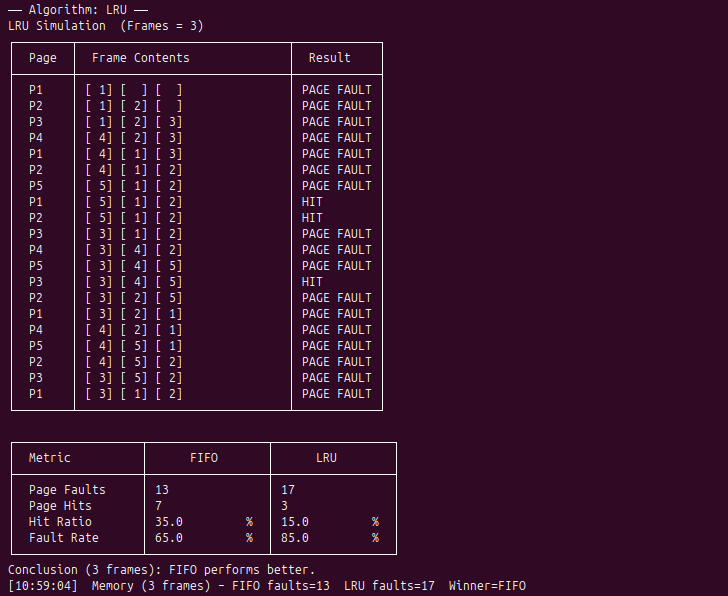 ── Algorithm: LRU ──
LRU Simulation  (Frames = 3)
Page Frame Contents Result
P1 [ 1] [  ] [  ] PAGE FAULT
P2 [ 1] [ 2] [  ] PAGE FAULT
P3 [ 1] [ 2] [ 3] PAGE FAULT
P4 [ 4] [ 2] [ 3] PAGE FAULT
P1 [ 4] [ 1] [ 3] PAGE FAULT
P2 [ 4] [ 1] [ 2] PAGE FAULT
P5 [ 5] [ 1] [ 2] PAGE FAULT
P1 [ 5] [ 1] [ 2] HIT
P2 [ 5] [ 1] [ 2] HIT
P3 [ 3] [ 1] [ 2] PAGE FAULT
P4 [ 3] [ 4] [ 2] PAGE FAULT
P5 [ 3] [ 4] [ 5] PAGE FAULT
P3 [ 3] [ 4] [ 5] HIT
P2 [ 3] [ 2] [ 5] PAGE FAULT
P1 [ 3] [ 2] [ 1] PAGE FAULT
P4 [ 4] [ 2] [ 1] PAGE FAULT
P5 [ 4] [ 5] [ 1] PAGE FAULT
P2 [ 4] [ 5] [ 2] PAGE FAULT
P3 [ 3] [ 5] [ 2] PAGE FAULT
P1 [ 3] [ 1] [ 2] PAGE FAULT
Metric FIFO LRU
Page Faults 13 17
Page Hits 7 3
Hit Ratio 35.0 % 15.0 %
Fault Rate 65.0 % 85.0 %
Conclusion (3 frames): FIFO performs better.
[10:59:04]  Memory (3 frames) – FIFO faults=13  LRU faults=17  Winner=FIFO